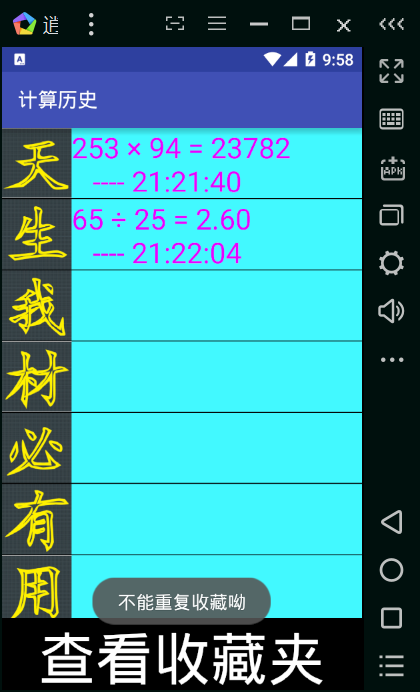 9:58
计算历史
天
253 × 94 = 23782
---- 21:21:40
生
65 ÷ 25 = 2.60
---- 21:22:04
我
材
必
有
用
不能重复收藏呦
查看收藏夹
APK
A